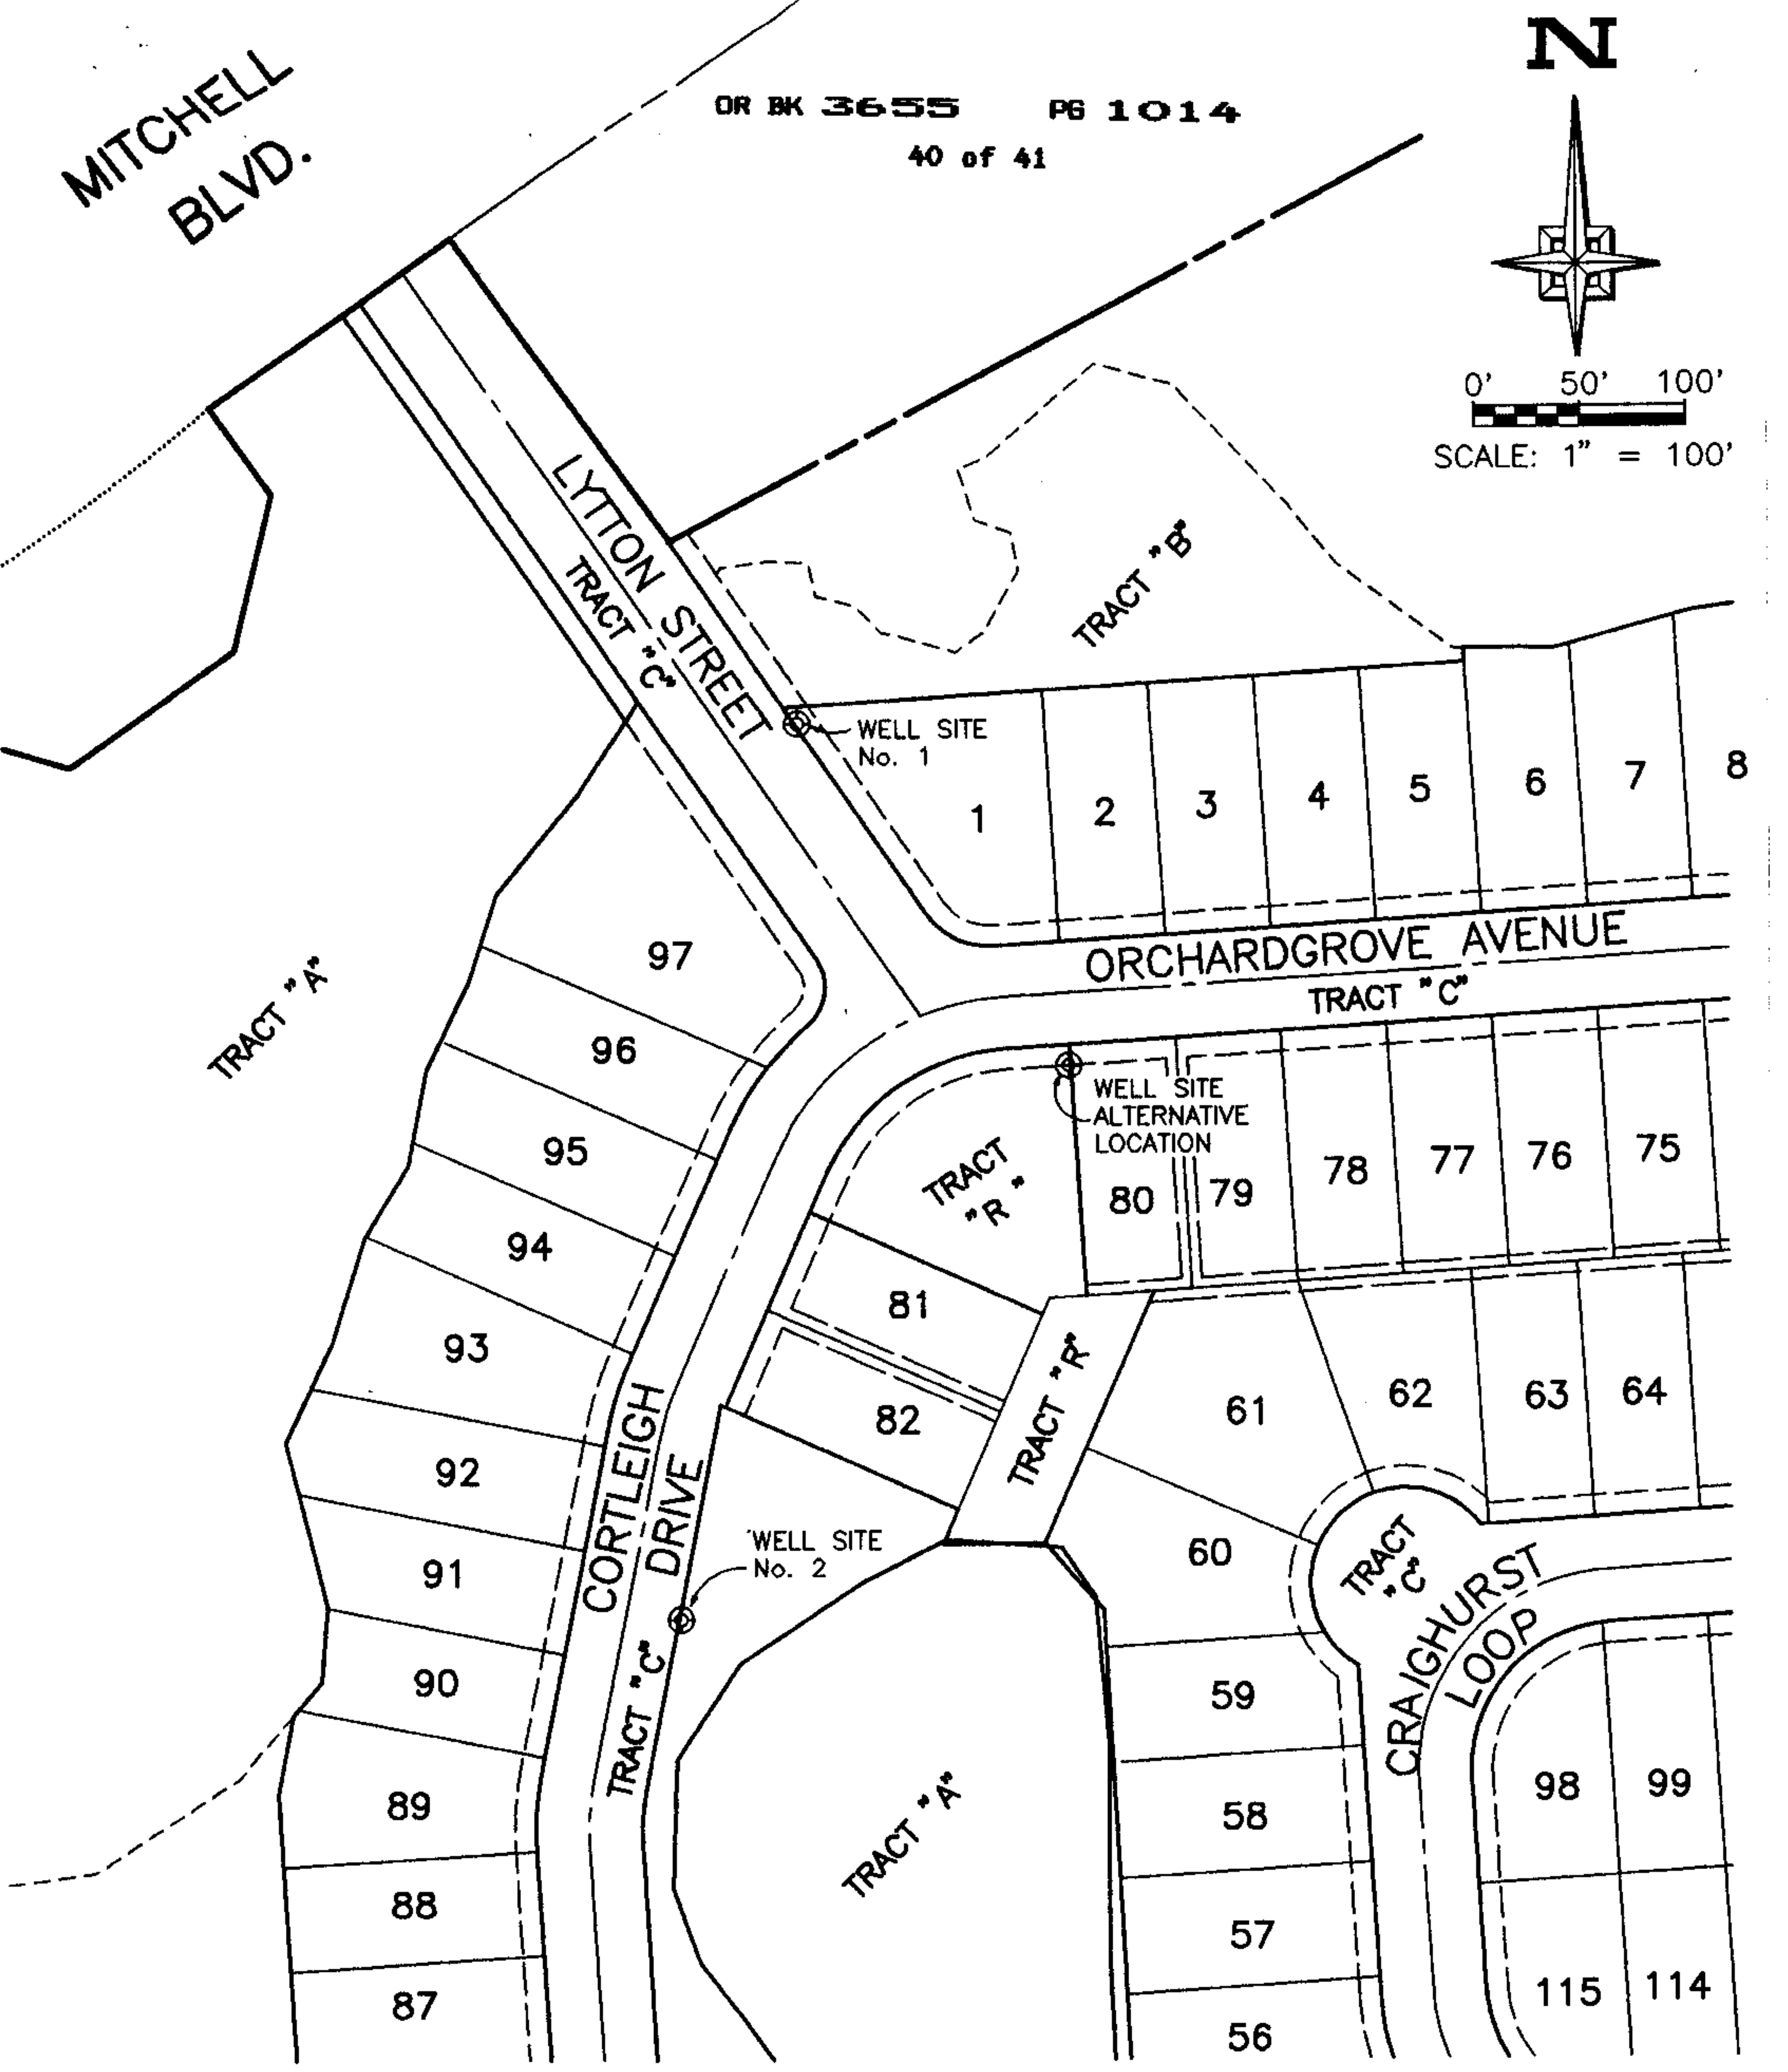 MITCHELL
BLVD.
OR BK 3655 PG 1014
40 of 41
N
0' 50' 100'
SCALE: 1" = 100'
LYTTON STREET
TRACT "C"
TRACT "B"
WELL SITE
No. 1
1
2
3
4
5
6
7
8
ORCHARDGROVE AVENUE
TRACT "C"
TRACT "A"
97
96
95
94
93
92
91
90
89
88
87
WELL SITE
ALTERNATIVE
LOCATION
TRACT
"R"
80
79
78
77
76
75
81
82
TRACT "R"
61
62
63
64
CORTLEIGH
DRIVE
TRACT "C"
WELL SITE
No. 2
60
59
58
57
56
TRACT
"C"
CRAIGHURST
LOOP
TRACT "A"
98
99
115
114